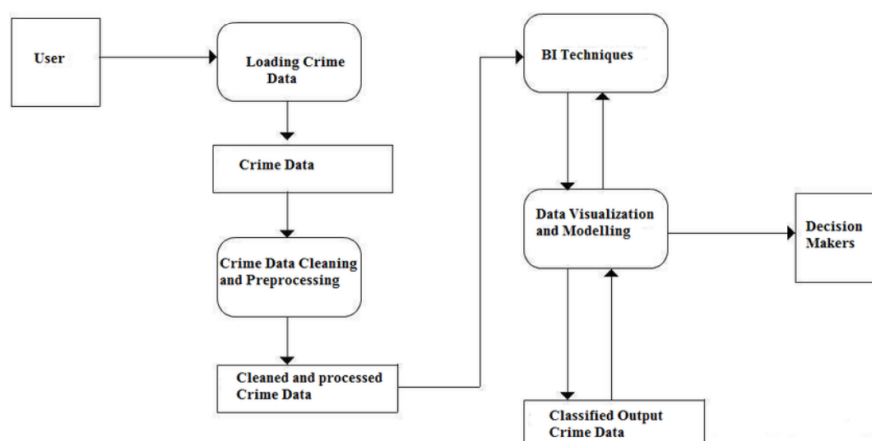 User
Loading Crime
Data
Crime Data
Crime Data Cleaning
and Preprocessing
Cleaned and processed
Crime Data
BI Techniques
Data Visualization
and Modelling
Decision
Makers
Classified Output
Crime Data